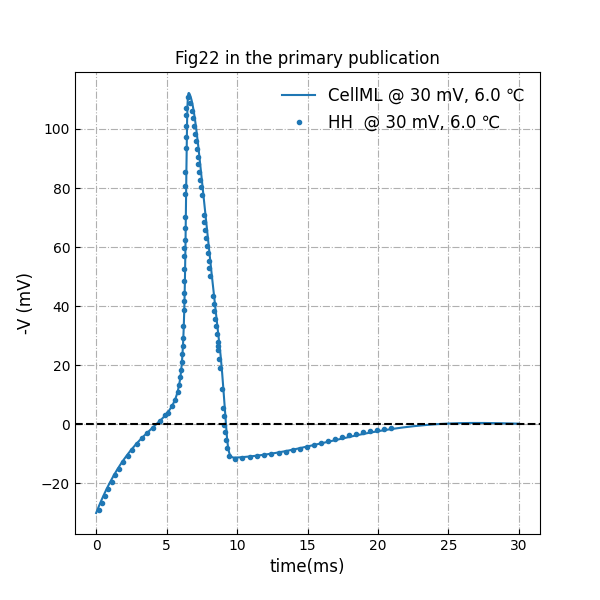 Fig22 in the primary publication
CellML @ 30 mV, 6.0 ℃
HH  @ 30 mV, 6.0 ℃
-V (mV)
100
80
60
40
20
0
−20
0 5 10 15 20 25 30
time(ms)